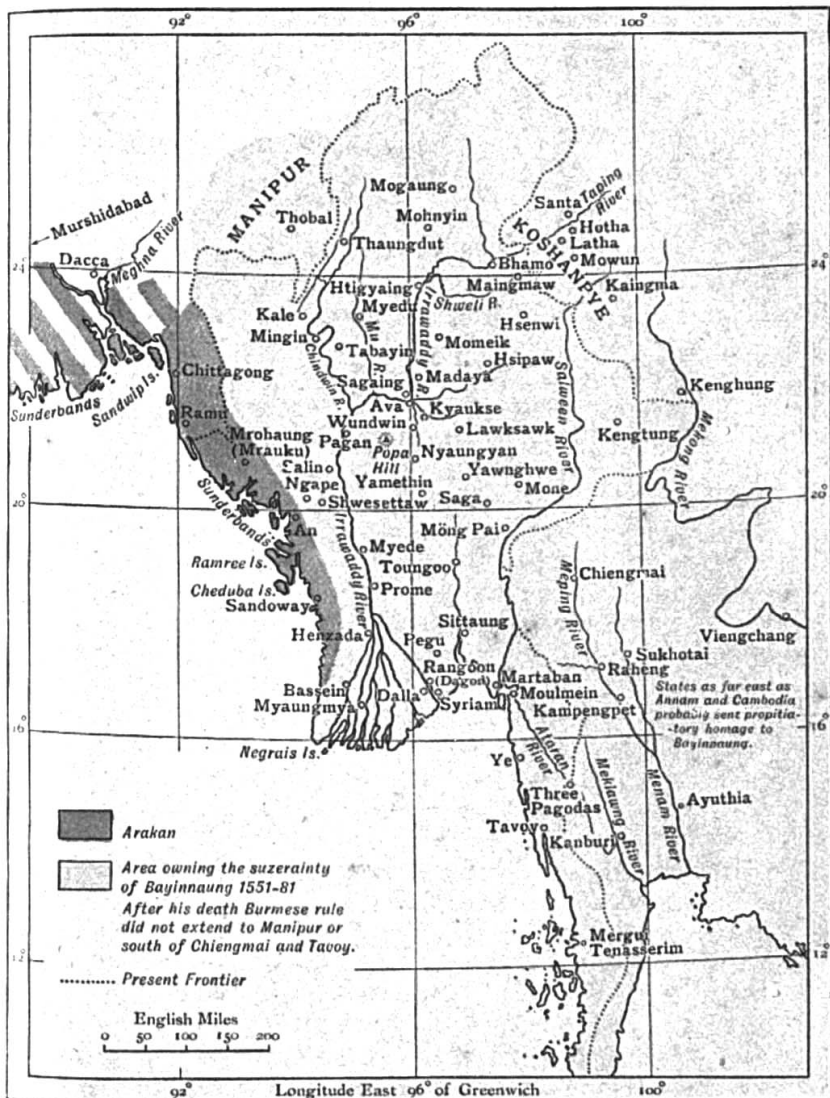 92° 96° 100°
MANIPUR
Mogaung
Santa
Taping River
Murshidabad
Thobal
Mohnyin
KOSHANPYE
Hotha
Latha
Dacca
Meghna River
Thaungdut
Bhamo
Mowun
24°
24°
Htigyaing
Maingmaw
Kaingma
Kale
Myedu
Irrawaddy R.
Shweli R.
Mingin
Mu R.
Hsenwi
Chindwin R.
Tabayin
Momeik
Hsipaw
Chittagong
Sagaing
Madaya
Salween River
Kenghung
Sunderbands
Sandwip Is.
Ava
Kyaukse
Mekong River
Ramu
Wundwin
Lawksawk
Kengtung
Mrohaung
(Mrauku)
Pagan
Popa Hill
Nyaungyan
Salin
Yamethin
Yawnghwe
Ngape
Mone
20°
Shwesettaw
Saga
20°
Sunderbands
An
Möng Pai
Irrawaddy River
Myede
Ramree Is.
Toungoo
Chiengmai
Cheduba Is.
Prome
Meping River
Sandoway
Henzada
Sittaung
Viengchang
Pegu
Sukhotai
Rangoon
(Dagon)
Raheng
Bassein
Dalla
Martaban
Myaungmya
Syriam
Moulmein
Kampengpet
States as far east as
Annam and Cambodia
probably sent propitia-
tory homage to
Bayinnaung.
16°
16°
Negrais Is.
Ataran River
Ye
Meklawng River
Menam River
Three
Pagodas
Ayuthia
Tavoy
Kanburi
Arakan
Area owning the suzerainty
of Bayinnaung 1551-81
After his death Burmese rule
did not extend to Manipur or
south of Chiengmai and Tavoy.
Mergui
Tenasserim
12°
12°
Present Frontier
English Miles
0 50 100 150 200
92° 96° 100°
Longitude East of Greenwich